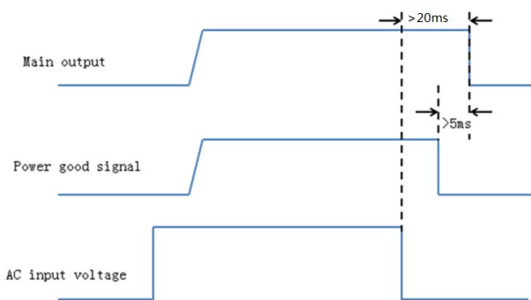 >20ms
Main output
>5ms
Power good signal
AC input voltage